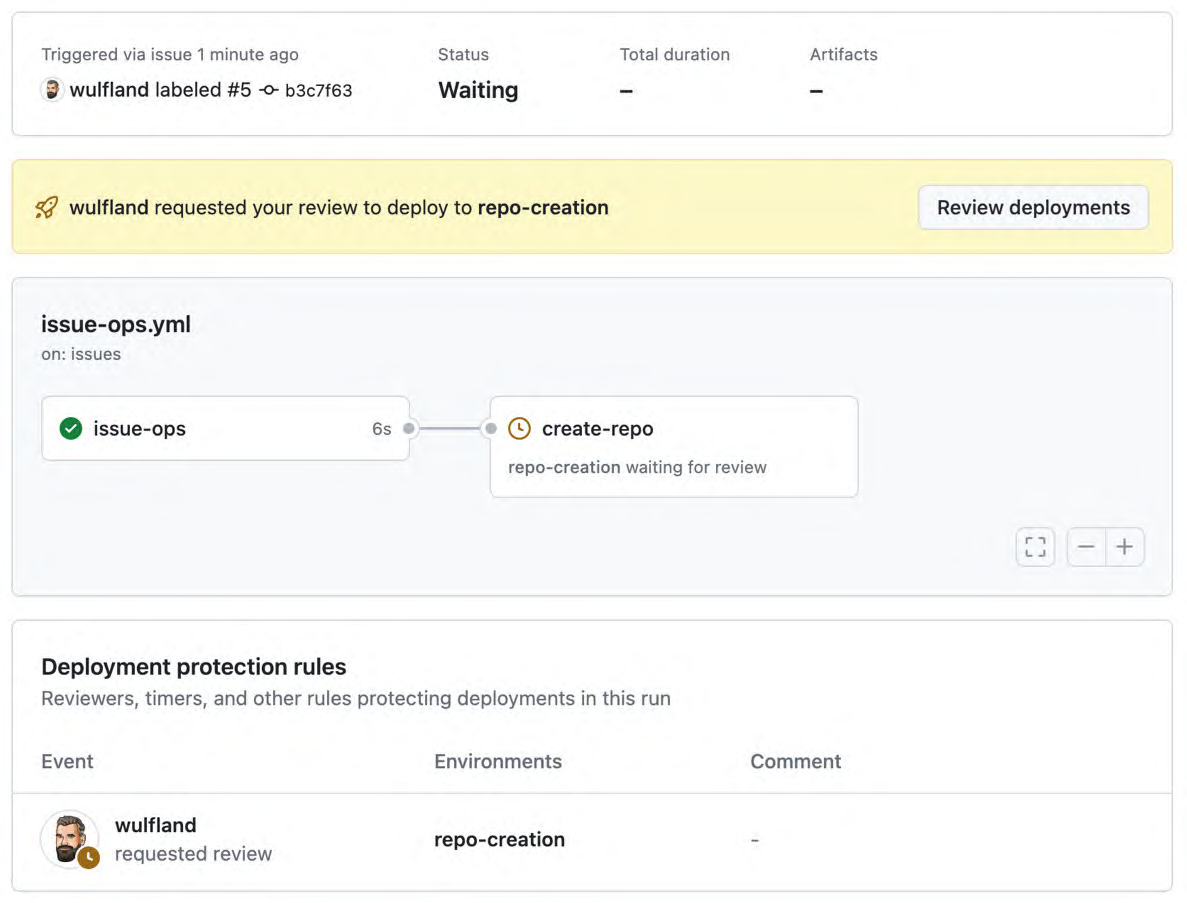 Triggered via issue 1 minute ago
Status
Total duration
Artifacts
wulfland labeled #5 b3c7f63
Waiting
–
–
wulfland requested your review to deploy to repo-creation
Review deployments
issue-ops.yml
on: issues
issue-ops 6s
create-repo
repo-creation waiting for review
Deployment protection rules
Reviewers, timers, and other rules protecting deployments in this run
Event
Environments
Comment
wulfland
requested review
repo-creation
-